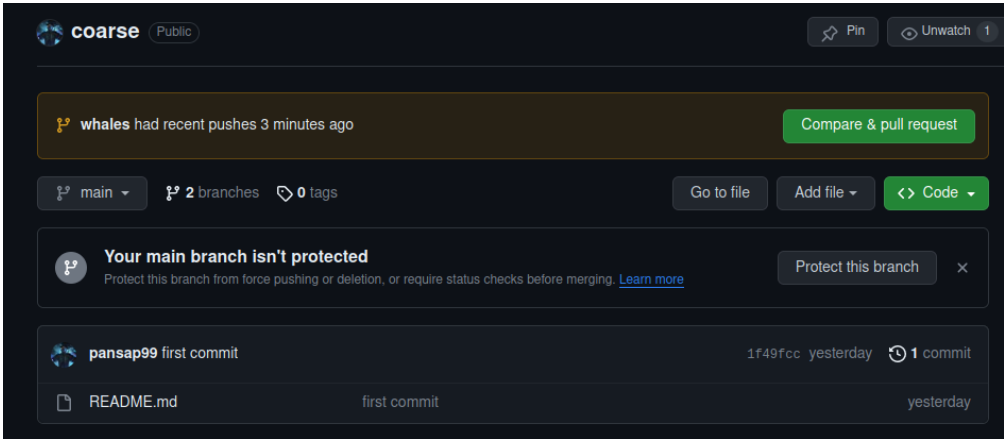 coarse Public Pin Unwatch 1
whales had recent pushes 3 minutes ago Compare & pull request
main 2 branches 0 tags Go to file Add file Code
Your main branch isn't protected
Protect this branch from force pushing or deletion, or require status checks before merging. Learn more Protect this branch
pansap99 first commit 1f49fcc yesterday 1 commit
README.md first commit yesterday